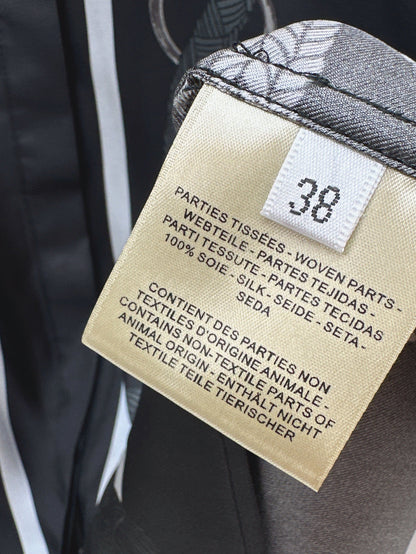 38
PARTIES TISSÉES - WOVEN PARTS -
WEBTEILE - PARTES TEJIDAS -
PARTI TESSUTE - PARTES TECIDAS
100% SOIE - SILK - SEIDE - SETA -
SEDA
CONTIENT DES PARTIES NON
TEXTILES D'ORIGINE ANIMALE -
CONTAINS NON-TEXTILE PARTS OF
ANIMAL ORIGIN - ENTHÄLT NICHT
TEXTILE TEILE TIERISCHER